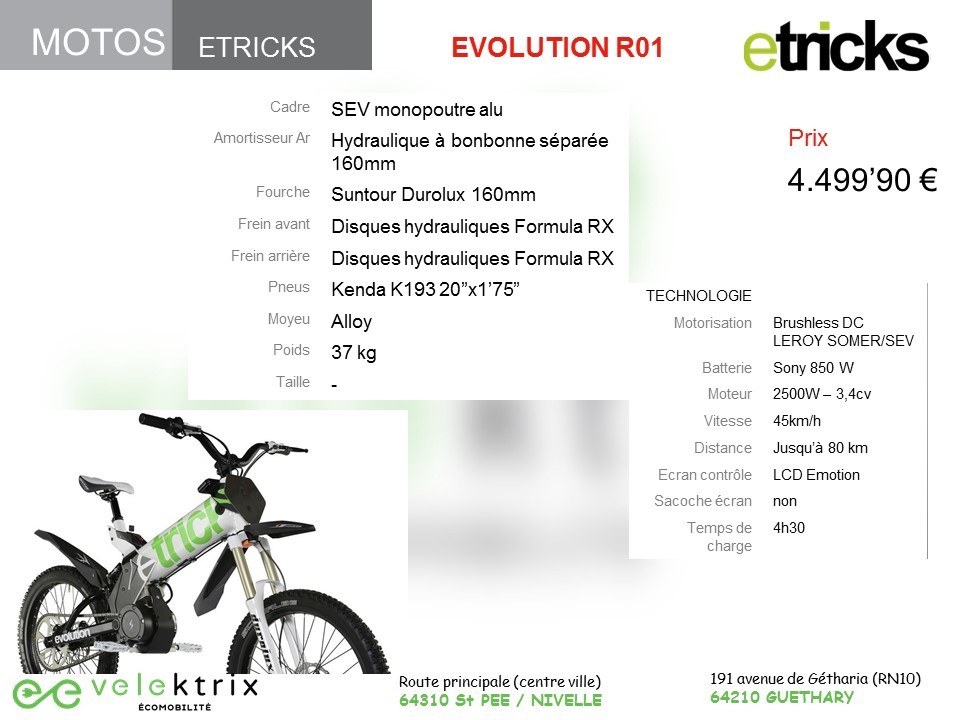 MOTOS
ETRICKS
EVOLUTION R01
etricks
Cadre SEV monopoutre alu
Amortisseur Ar Hydraulique à bonbonne séparée
160mm
Fourche Suntour Durolux 160mm
Frein avant Disques hydrauliques Formula RX
Frein arrière Disques hydrauliques Formula RX
Pneus Kenda K193 20”x1’75”
Moyeu Alloy
Poids 37 kg
Taille -
Prix
4.499’90 €
TECHNOLOGIE
Motorisation Brushless DC
LEROY SOMER/SEV
Batterie Sony 850 W
Moteur 2500W – 3,4cv
Vitesse 45km/h
Distance Jusqu’à 80 km
Ecran contrôle LCD Emotion
Sacoche écran non
Temps de 4h30
charge
etricks
evolution
velektrix
ÉCOMOBILITÉ
Route principale (centre ville)
64310 St PEE / NIVELLE
191 avenue de Gétharia (RN10)
64210 GUETHARY